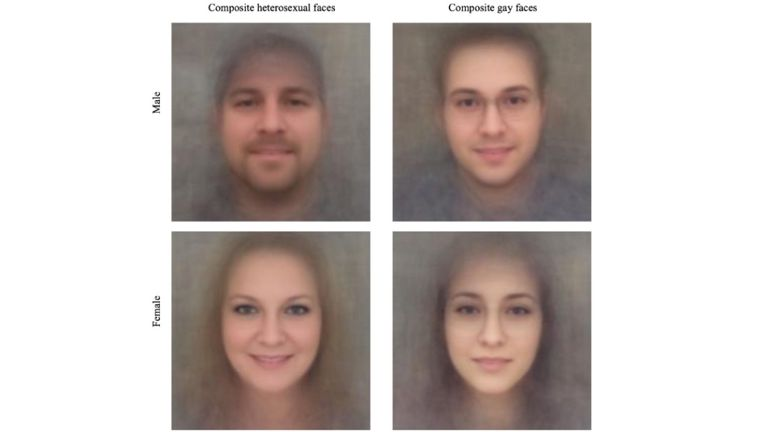 Composite heterosexual faces
Composite gay faces
Male
Female